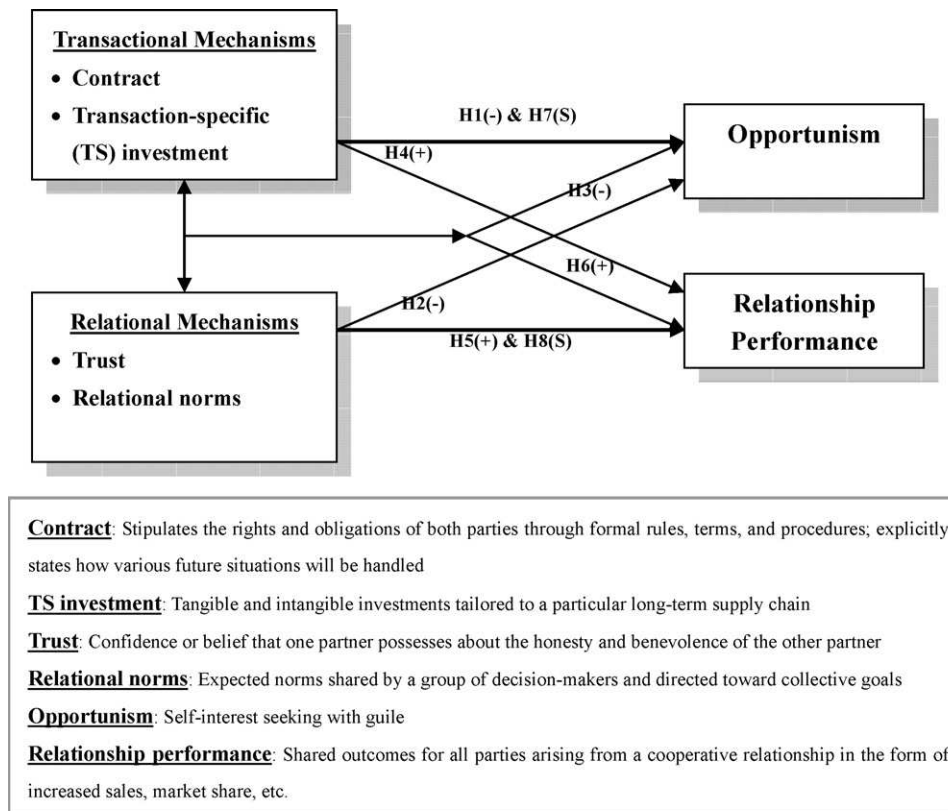 Transactional Mechanisms
• Contract
• Transaction-specific
(TS) investment
H1(-) & H7(S)
H4(+)
Opportunism
H3(-)
H6(+)
H2(-)
H5(+) & H8(S)
Relational Mechanisms
• Trust
• Relational norms
Relationship
Performance
Contract: Stipulates the rights and obligations of both parties through formal rules, terms, and procedures; explicitly
states how various future situations will be handled
TS investment: Tangible and intangible investments tailored to a particular long-term supply chain
Trust: Confidence or belief that one partner possesses about the honesty and benevolence of the other partner
Relational norms: Expected norms shared by a group of decision-makers and directed toward collective goals
Opportunism: Self-interest seeking with guile
Relationship performance: Shared outcomes for all parties arising from a cooperative relationship in the form of
increased sales, market share, etc.